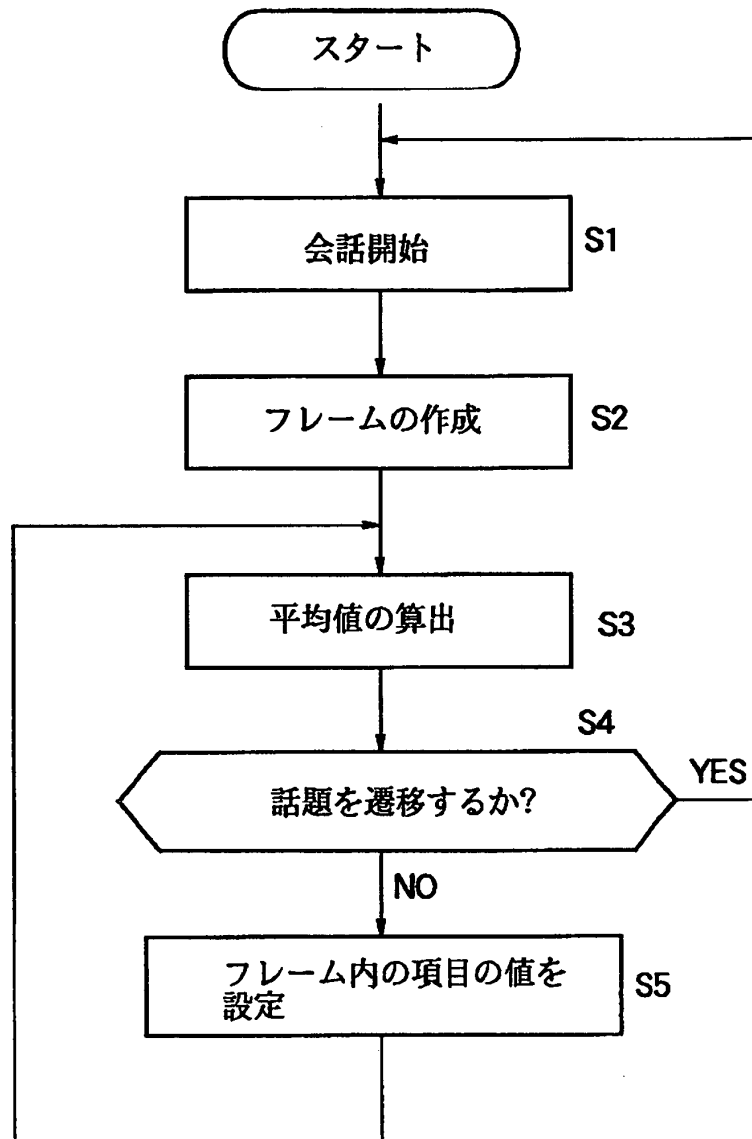 スタート
会話開始
S1
フレームの作成
S2
平均値の算出
S3
S4
話題を遷移するか?
YES
NO
フレーム内の項目の値を
設定
S5